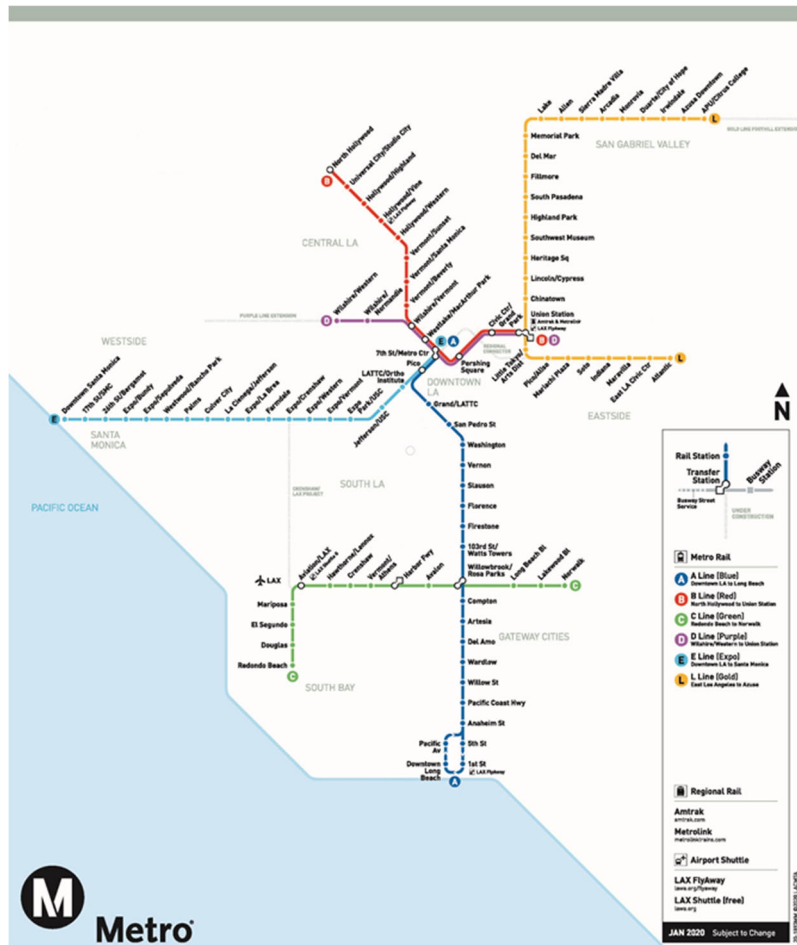 Lake
Allen
Sierra Madre Villa
Arcadia
Monrovia
Duarte/City of Hope
Irwindale
Azusa Downtown
APU/Citrus College
L
GOLD LINE FOOTHILL EXTENSION
Memorial Park
SAN GABRIEL VALLEY
Del Mar
Fillmore
South Pasadena
Highland Park
Southwest Museum
Heritage Sq
Lincoln/Cypress
Chinatown
Union Station
Amtrak & Metrolink
LAX FlyAway
B
D
North Hollywood
B
Universal City/Studio City
Hollywood/Highland
Hollywood/Vine
LAX FlyAway
Hollywood/Western
CENTRAL LA
Vermont/Sunset
Vermont/Santa Monica
Vermont/Beverly
Wilshire/Vermont
Westlake/MacArthur Park
Wilshire/Western
Wilshire/
Normandie
PURPLE LINE EXTENSION
D
Civic Ctr/
Grand
Park
REGIONAL
CONNECTOR
E
A
7th St/Metro Ctr
Pershing
Square
Little Tokyo/
Arts Dist
Pico/Aliso
Mariachi Plaza
Soto
Indiana
Maravilla
East LA Civic Ctr
Atlantic
L
EASTSIDE
WESTSIDE
Pico
LATTC/Ortho
Institute
DOWNTOWN
LA
Grand/LATTC
San Pedro St
Washington
Vernon
Slauson
Florence
Firestone
103rd St/
Watts Towers
Willowbrook/
Rosa Parks
E
Downtown Santa Monica
17th St/SMC
26th St/Bergamot
Expo/Bundy
Expo/Sepulveda
Westwood/Rancho Park
Palms
Culver City
La Cienega/Jefferson
Expo/La Brea
Farmdale
Expo/Crenshaw
Expo/Western
Expo/Vermont
Expo
Park/USC
Jefferson/USC
SANTA
MONICA
PACIFIC OCEAN
SOUTH LA
CRENSHAW/
LAX PROJECT
LAX
Aviation/LAX
LAX Shuttle G
Hawthorne/Lennox
Crenshaw
Vermont/
Athens
Harbor Fwy
Avalon
Long Beach Bl
Lakewood Bl
Norwalk
C
Mariposa
El Segundo
Douglas
Redondo Beach
C
SOUTH BAY
Compton
Artesia
Del Amo
GATEWAY CITIES
Wardlow
Willow St
Pacific Coast Hwy
Anaheim St
Pacific
Av
5th St
Downtown
Long
Beach
1st St
LAX FlyAway
A
N
Rail Station
Transfer
Station
Busway
Station
Busway Street
Service
UNDER
CONSTRUCTION
Metro Rail
A A Line (Blue)
Downtown LA to Long Beach
B B Line (Red)
North Hollywood to Union Station
C C Line (Green)
Redondo Beach to Norwalk
D D Line (Purple)
Wilshire/Western to Union Station
E E Line (Expo)
Downtown LA to Santa Monica
L L Line (Gold)
East Los Angeles to Azusa
Regional Rail
Amtrak
amtrak.com
Metrolink
metrolinktrains.com
Airport Shuttle
LAX FlyAway
lawa.org/flyaway
LAX Shuttle (free)
lawa.org
JAN 2020 Subject to Change
M
Metro